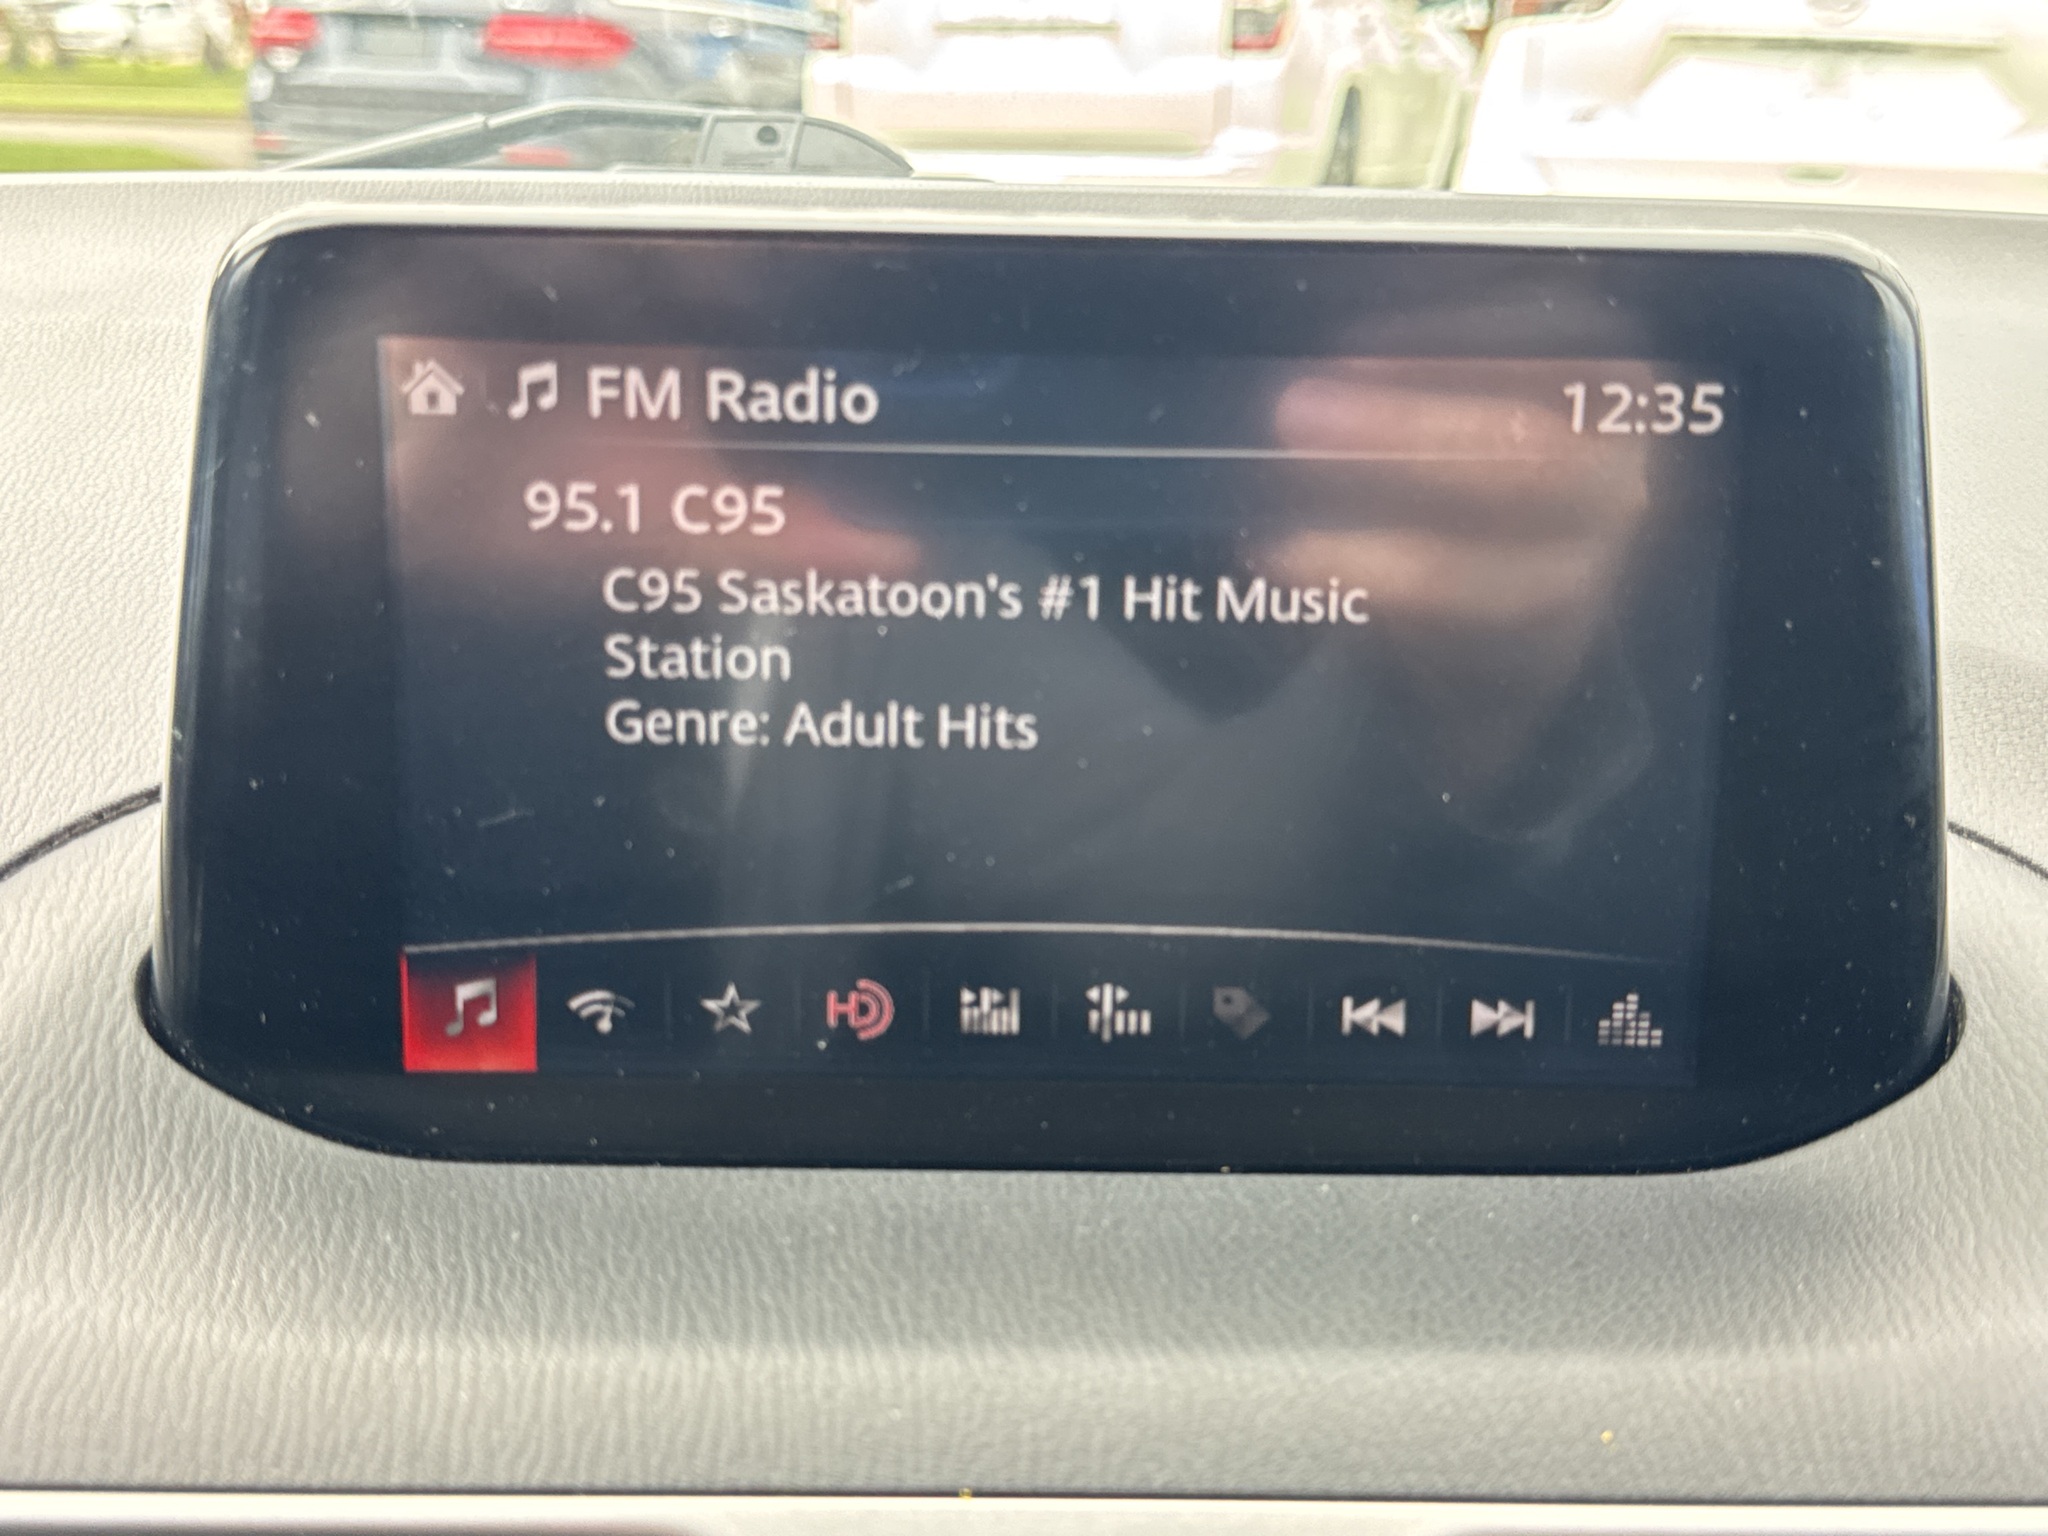 FM Radio
12:35
95.1 C95
C95 Saskatoon's #1 Hit Music
Station
Genre: Adult Hits
HD